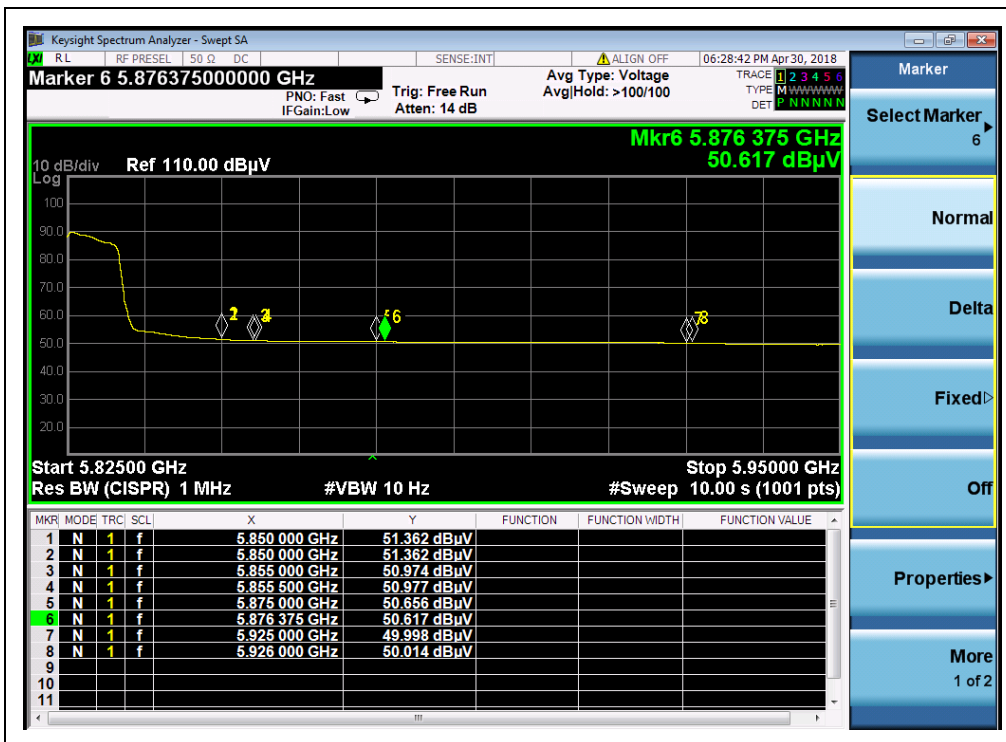 Keysight Spectrum Analyzer - Swept SA
LXI RL RF PRESEL 50 Ω DC SENSE:INT ALIGN OFF 06:28:42 PM Apr 30, 2018
Marker 6 5.876375000000 GHz
PNO: Fast
IFGain:Low
Trig: Free Run
Atten: 14 dB
Avg Type: Voltage
Avg|Hold: >100/100
TRACE 1 2 3 4 5 6
TYPE M WWWWW
DET P N N N N N
Marker
Select Marker
6
Normal
Delta
Fixed
Off
Properties
More
1 of 2
Mkr6 5.876 375 GHz
50.617 dBµV
10 dB/div Ref 110.00 dBµV
Log
100
90.0
80.0
70.0
60.0
50.0
40.0
30.0
20.0
2 4 6 7 8
Start 5.82500 GHz Stop 5.95000 GHz
Res BW (CISPR) 1 MHz #VBW 10 Hz #Sweep 10.00 s (1001 pts)
MKR MODE TRC SCL X Y FUNCTION FUNCTION WIDTH FUNCTION VALUE
1 N 1 f 5.850 000 GHz 51.362 dBµV
2 N 1 f 5.850 000 GHz 51.362 dBµV
3 N 1 f 5.855 000 GHz 50.974 dBµV
4 N 1 f 5.855 500 GHz 50.977 dBµV
5 N 1 f 5.875 000 GHz 50.656 dBµV
6 N 1 f 5.876 375 GHz 50.617 dBµV
7 N 1 f 5.925 000 GHz 49.998 dBµV
8 N 1 f 5.926 000 GHz 50.014 dBµV
9
10
11